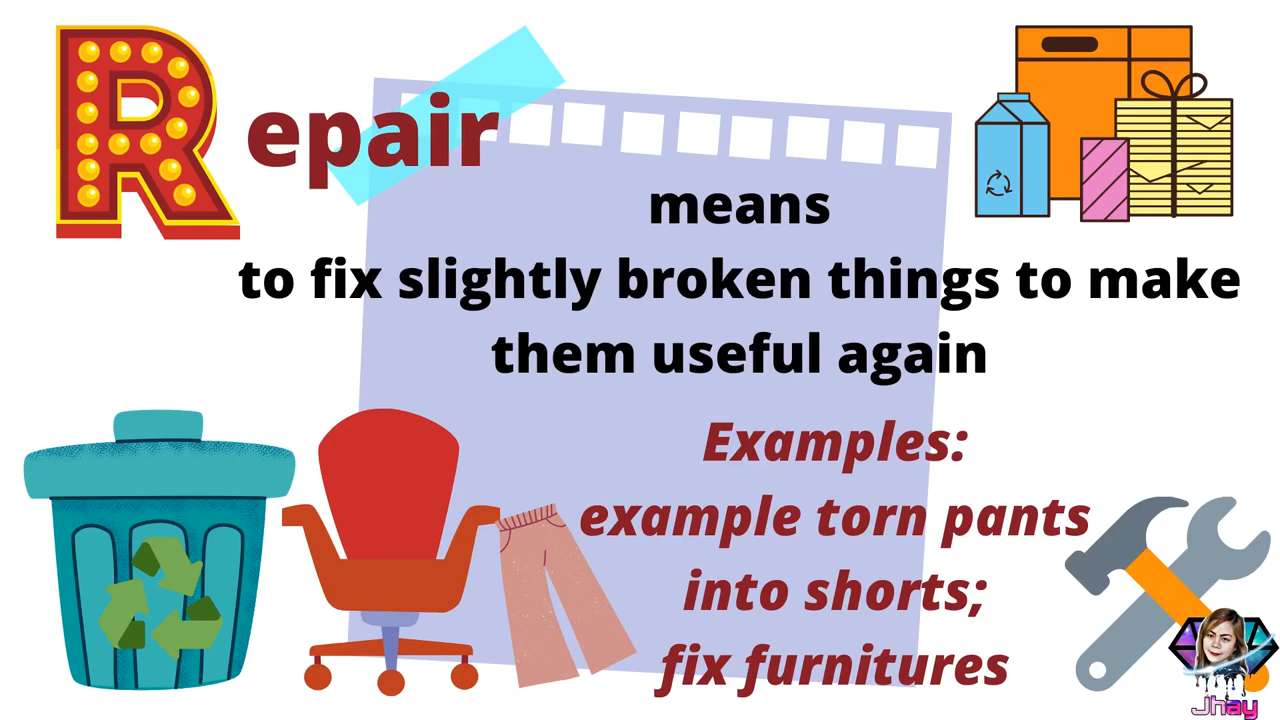 Repair
means
to fix slightly broken things to make
them useful again
Examples:
example torn pants
into shorts;
fix furnitures
Jhay